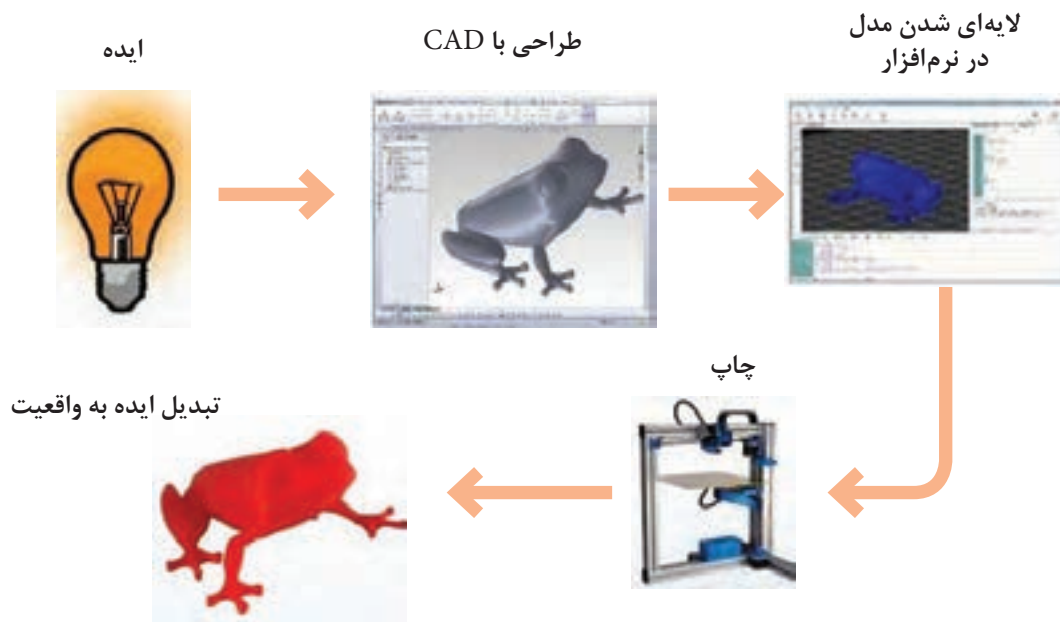 ایده
طراحی با CAD
لایه‌ای شدن مدل
در نرم‌افزار
چاپ
تبدیل ایده به واقعیت